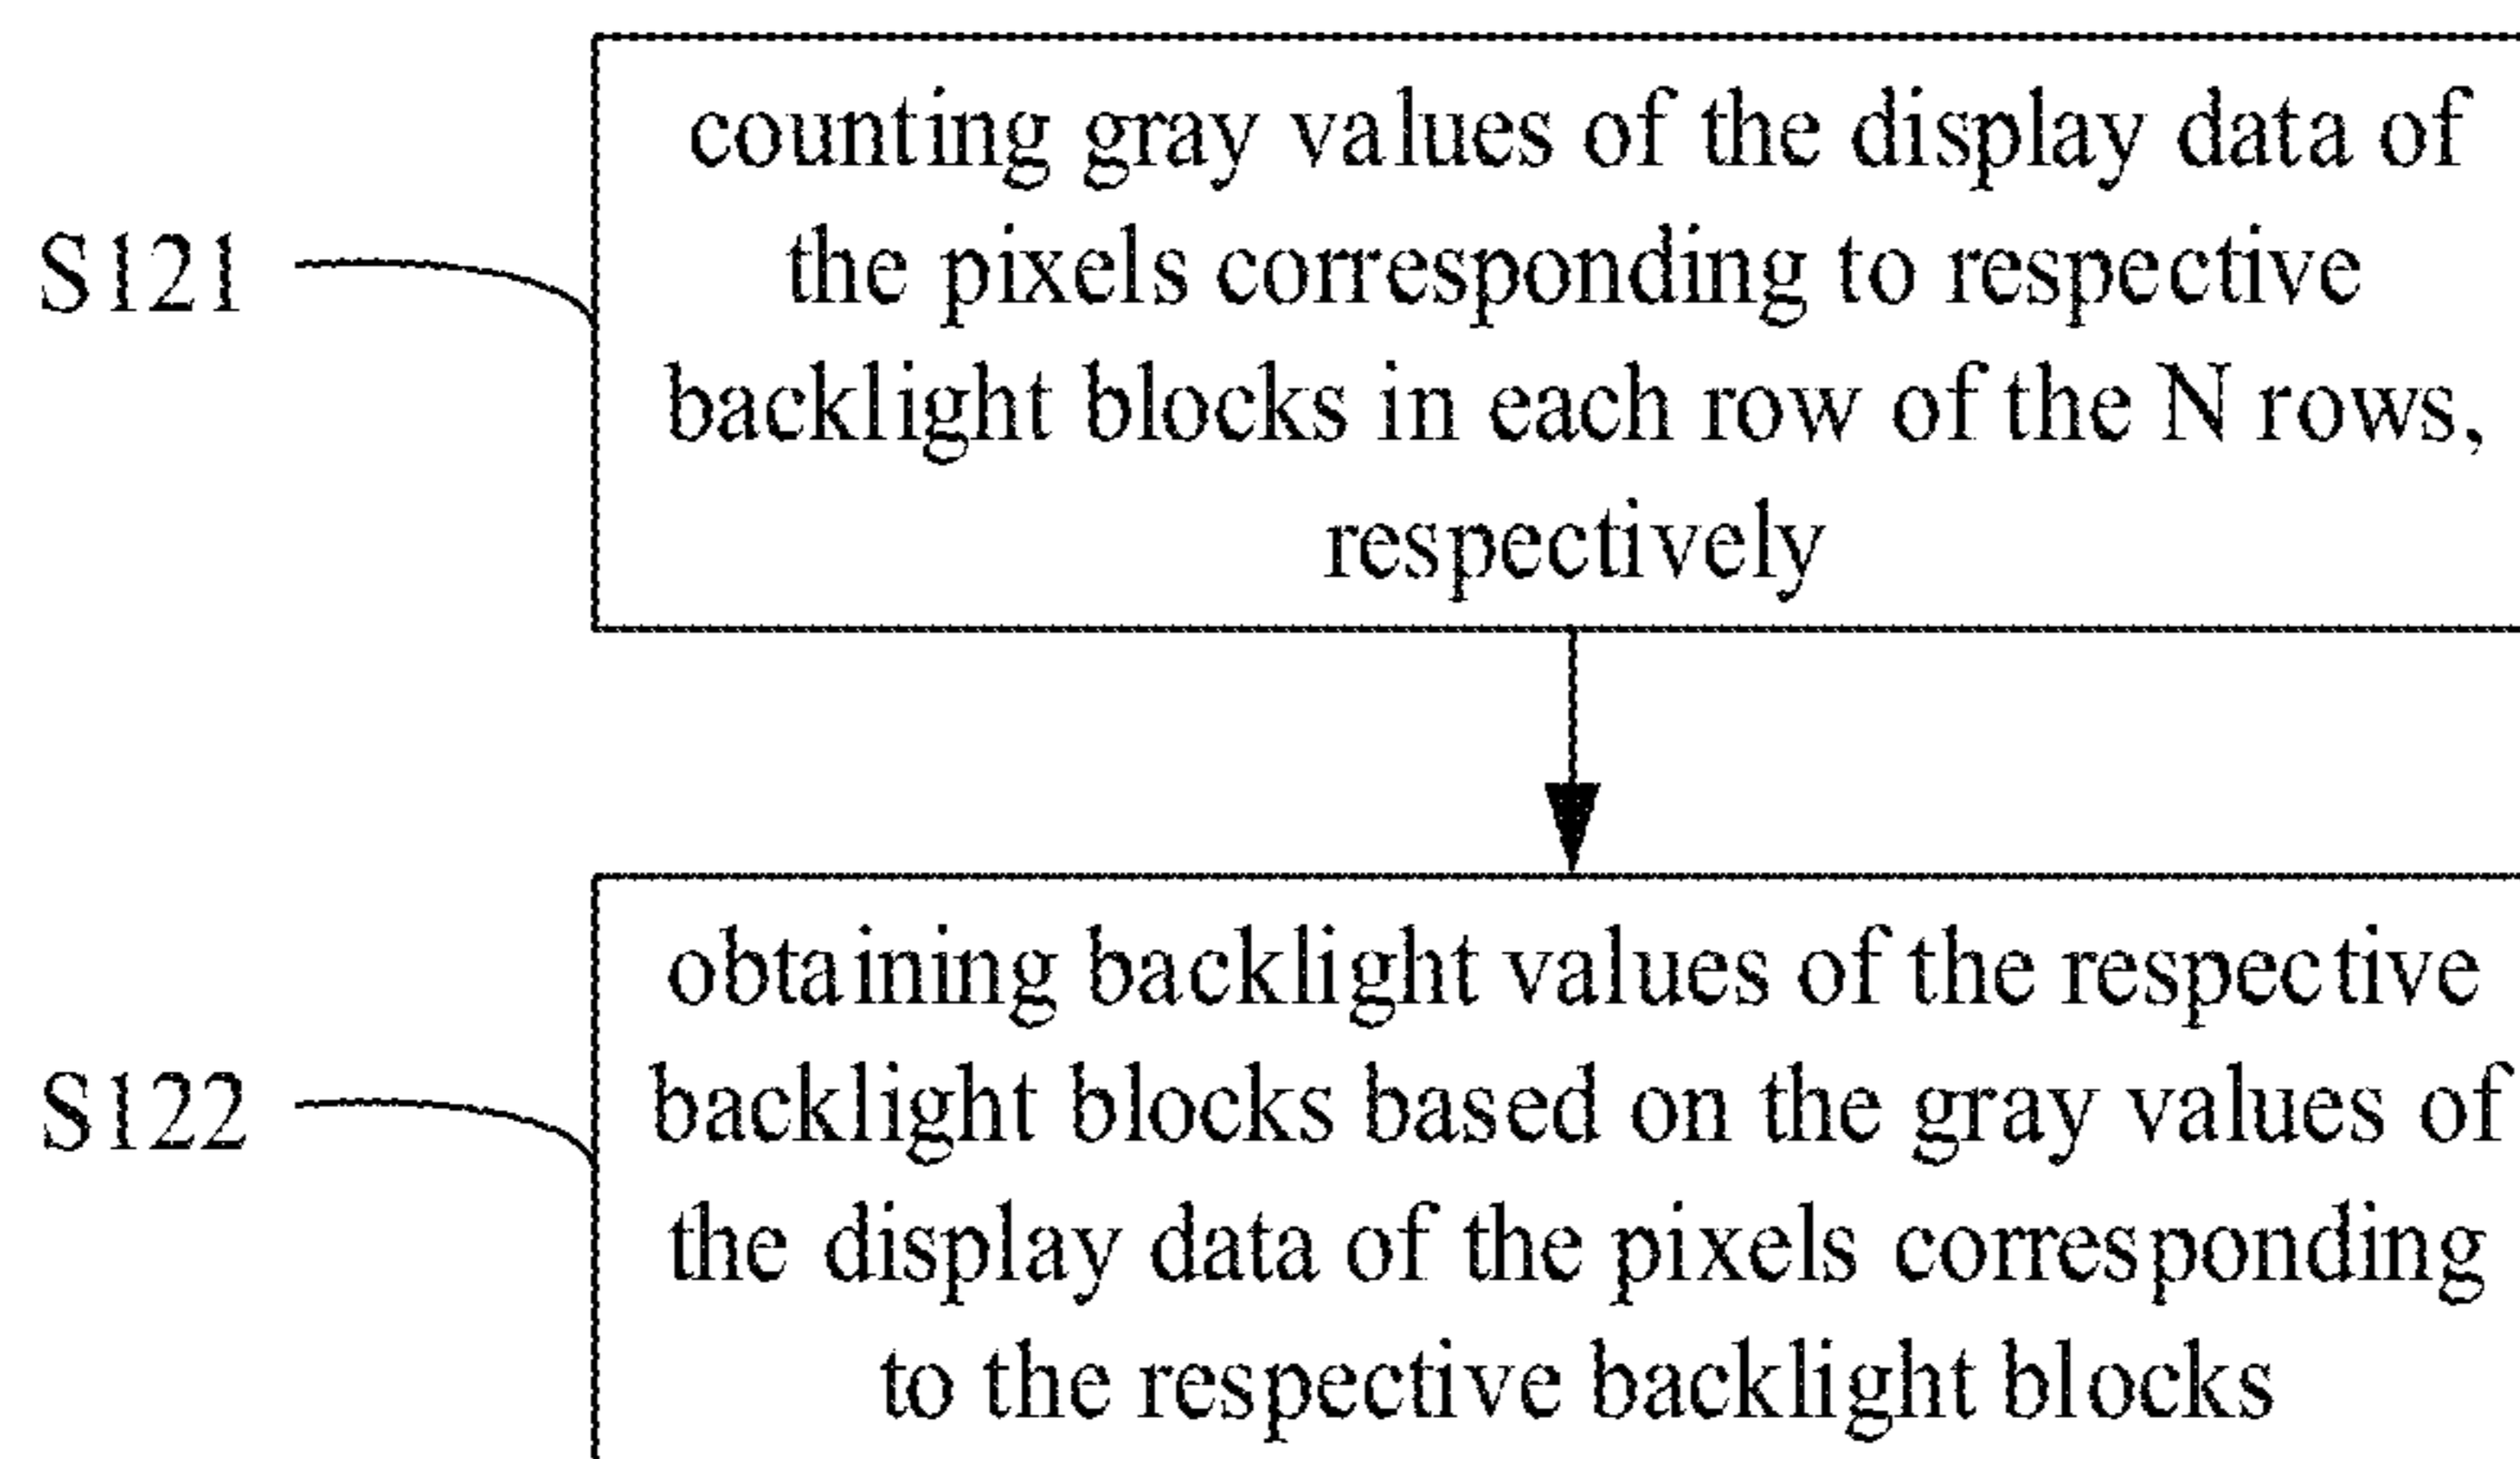 S121
counting gray values of the display data of
the pixels corresponding to respective
backlight blocks in each row of the N rows,
respectively
S122
obtaining backlight values of the respective
backlight blocks based on the gray values of
the display data of the pixels corresponding
to the respective backlight blocks